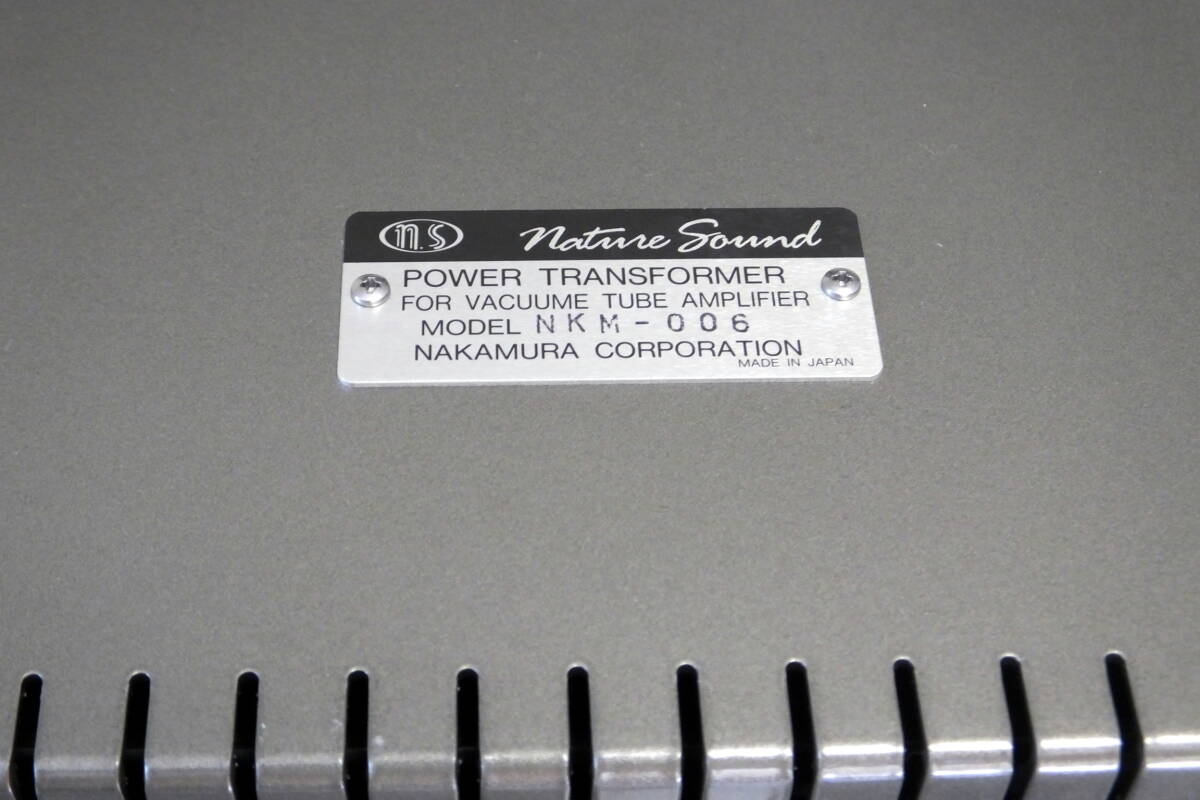 n.s Nature Sound
POWER TRANSFORMER
FOR VACUUME TUBE AMPLIFIER
MODEL NKM-006
NAKAMURA CORPORATION
MADE IN JAPAN